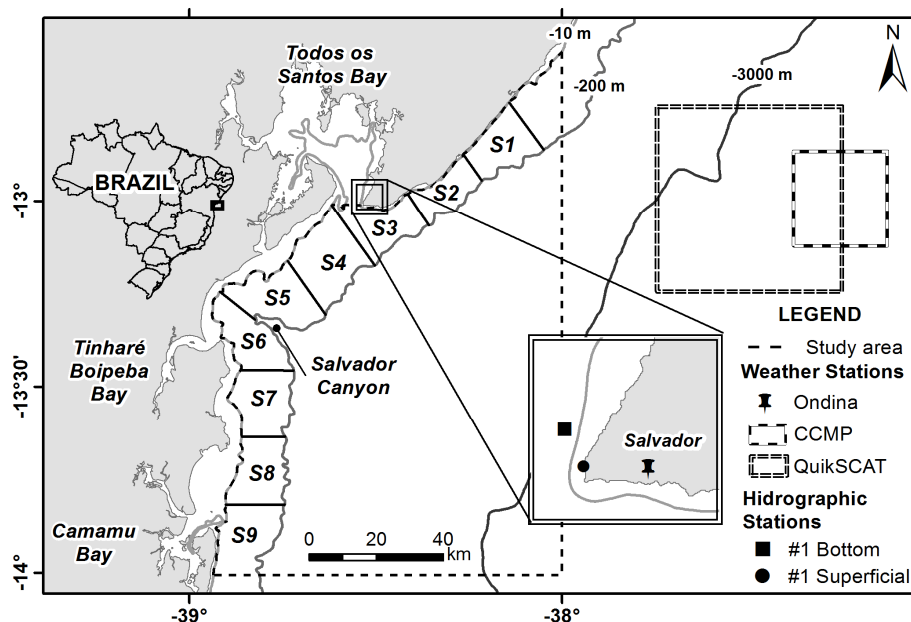 Todos os
Santos Bay
-10 m
-200 m
-3000 m
N
BRAZIL
-13°
S1
S2
S3
S4
S5
S6
S7
S8
S9
Tinharé
Boipeba
Bay
-13°30'
Salvador
Canyon
Camamu
Bay
-14°
0 10 20 40
km
Salvador
LEGEND
Study area
Weather Stations
Ondina
CCMP
QuikSCAT
Hidrographic
Stations
#1 Bottom
#1 Superficial
-39°
-38°